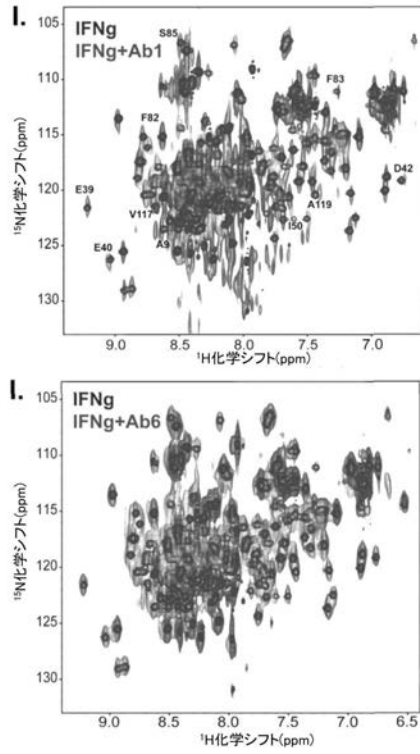 I.
IFNg
IFNg+Ab1
S85
F83
F82
D42
E39
V117
A119
I50
E40
A9
105
110
115
120
125
130
¹⁵N化学シフト(ppm)
9.0 8.5 8.0 7.5 7.0
¹H化学シフト(ppm)
I.
IFNg
IFNg+Ab6
105
110
115
120
125
130
¹⁵N化学シフト(ppm)
9.0 8.5 8.0 7.5 7.0 6.5
¹H化学シフト(ppm)